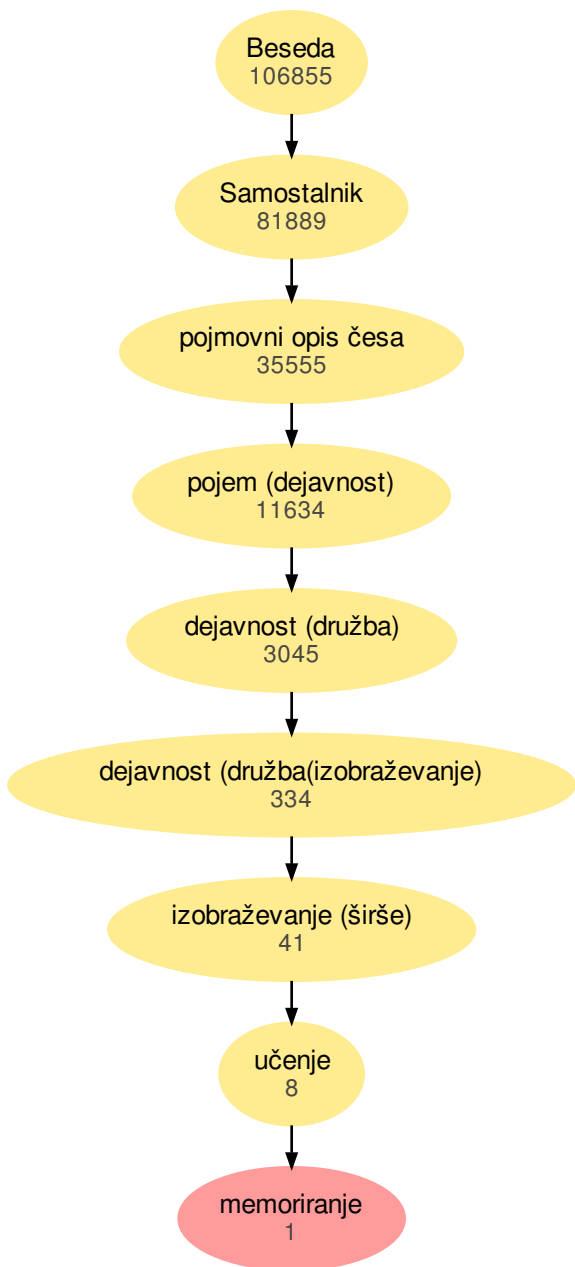 Beseda
106855
Samostalnik
81889
pojmovni opis česa
35555
pojem (dejavnost)
11634
dejavnost (družba)
3045
dejavnost (družba(izobraževanje)
334
izobraževanje (širše)
41
učenje
8
memoriranje
1